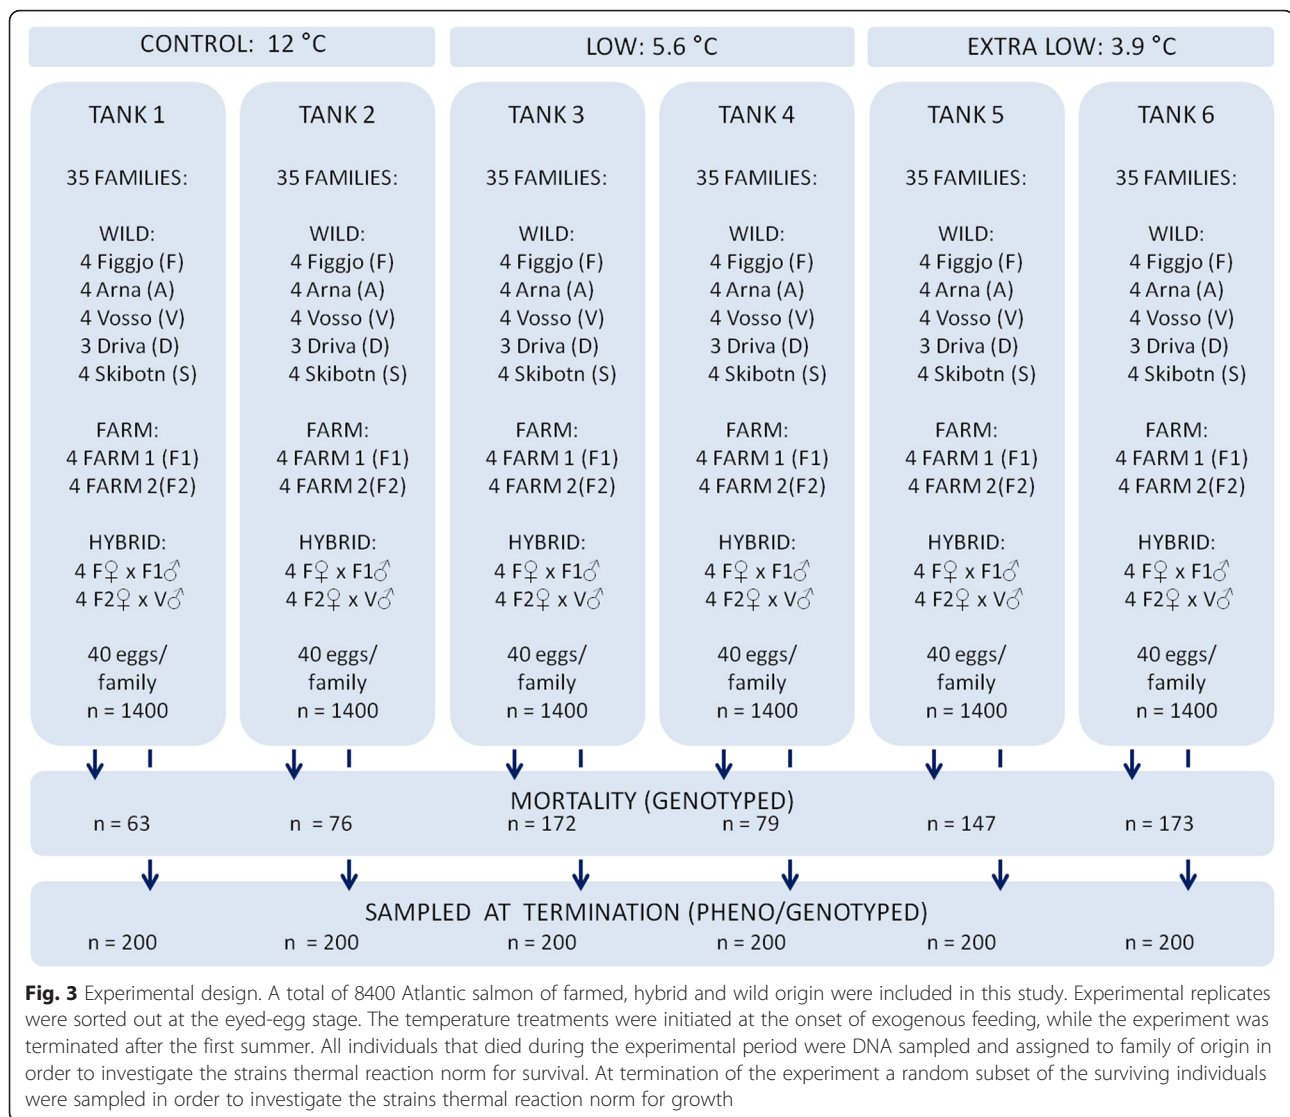 CONTROL: 12 °C
LOW: 5.6 °C
EXTRA LOW: 3.9 °C
TANK 1
35 FAMILIES:
WILD:
4 Figgjo (F)
4 Arna (A)
4 Vosso (V)
3 Driva (D)
4 Skibotn (S)
FARM:
4 FARM 1 (F1)
4 FARM 2(F2)
HYBRID:
4 F♀ x F1♂
4 F2♀ x V♂
40 eggs/
family
n = 1400
TANK 2
35 FAMILIES:
WILD:
4 Figgjo (F)
4 Arna (A)
4 Vosso (V)
3 Driva (D)
4 Skibotn (S)
FARM:
4 FARM 1 (F1)
4 FARM 2(F2)
HYBRID:
4 F♀ x F1♂
4 F2♀ x V♂
40 eggs/
family
n = 1400
TANK 3
35 FAMILIES:
WILD:
4 Figgjo (F)
4 Arna (A)
4 Vosso (V)
3 Driva (D)
4 Skibotn (S)
FARM:
4 FARM 1 (F1)
4 FARM 2(F2)
HYBRID:
4 F♀ x F1♂
4 F2♀ x V♂
40 eggs/
family
n = 1400
TANK 4
35 FAMILIES:
WILD:
4 Figgjo (F)
4 Arna (A)
4 Vosso (V)
3 Driva (D)
4 Skibotn (S)
FARM:
4 FARM 1 (F1)
4 FARM 2(F2)
HYBRID:
4 F♀ x F1♂
4 F2♀ x V♂
40 eggs/
family
n = 1400
TANK 5
35 FAMILIES:
WILD:
4 Figgjo (F)
4 Arna (A)
4 Vosso (V)
3 Driva (D)
4 Skibotn (S)
FARM:
4 FARM 1 (F1)
4 FARM 2(F2)
HYBRID:
4 F♀ x F1♂
4 F2♀ x V♂
40 eggs/
family
n = 1400
TANK 6
35 FAMILIES:
WILD:
4 Figgjo (F)
4 Arna (A)
4 Vosso (V)
3 Driva (D)
4 Skibotn (S)
FARM:
4 FARM 1 (F1)
4 FARM 2(F2)
HYBRID:
4 F♀ x F1♂
4 F2♀ x V♂
40 eggs/
family
n = 1400
MORTALITY (GENOTYPED)
n = 63 n = 76 n = 172 n = 79 n = 147 n = 173
SAMPLED AT TERMINATION (PHENO/GENOTYPED)
n = 200 n = 200 n = 200 n = 200 n = 200 n = 200
Fig. 3 Experimental design. A total of 8400 Atlantic salmon of farmed, hybrid and wild origin were included in this study. Experimental replicates
were sorted out at the eyed-egg stage. The temperature treatments were initiated at the onset of exogenous feeding, while the experiment was
terminated after the first summer. All individuals that died during the experimental period were DNA sampled and assigned to family of origin in
order to investigate the strains thermal reaction norm for survival. At termination of the experiment a random subset of the surviving individuals
were sampled in order to investigate the strains thermal reaction norm for growth